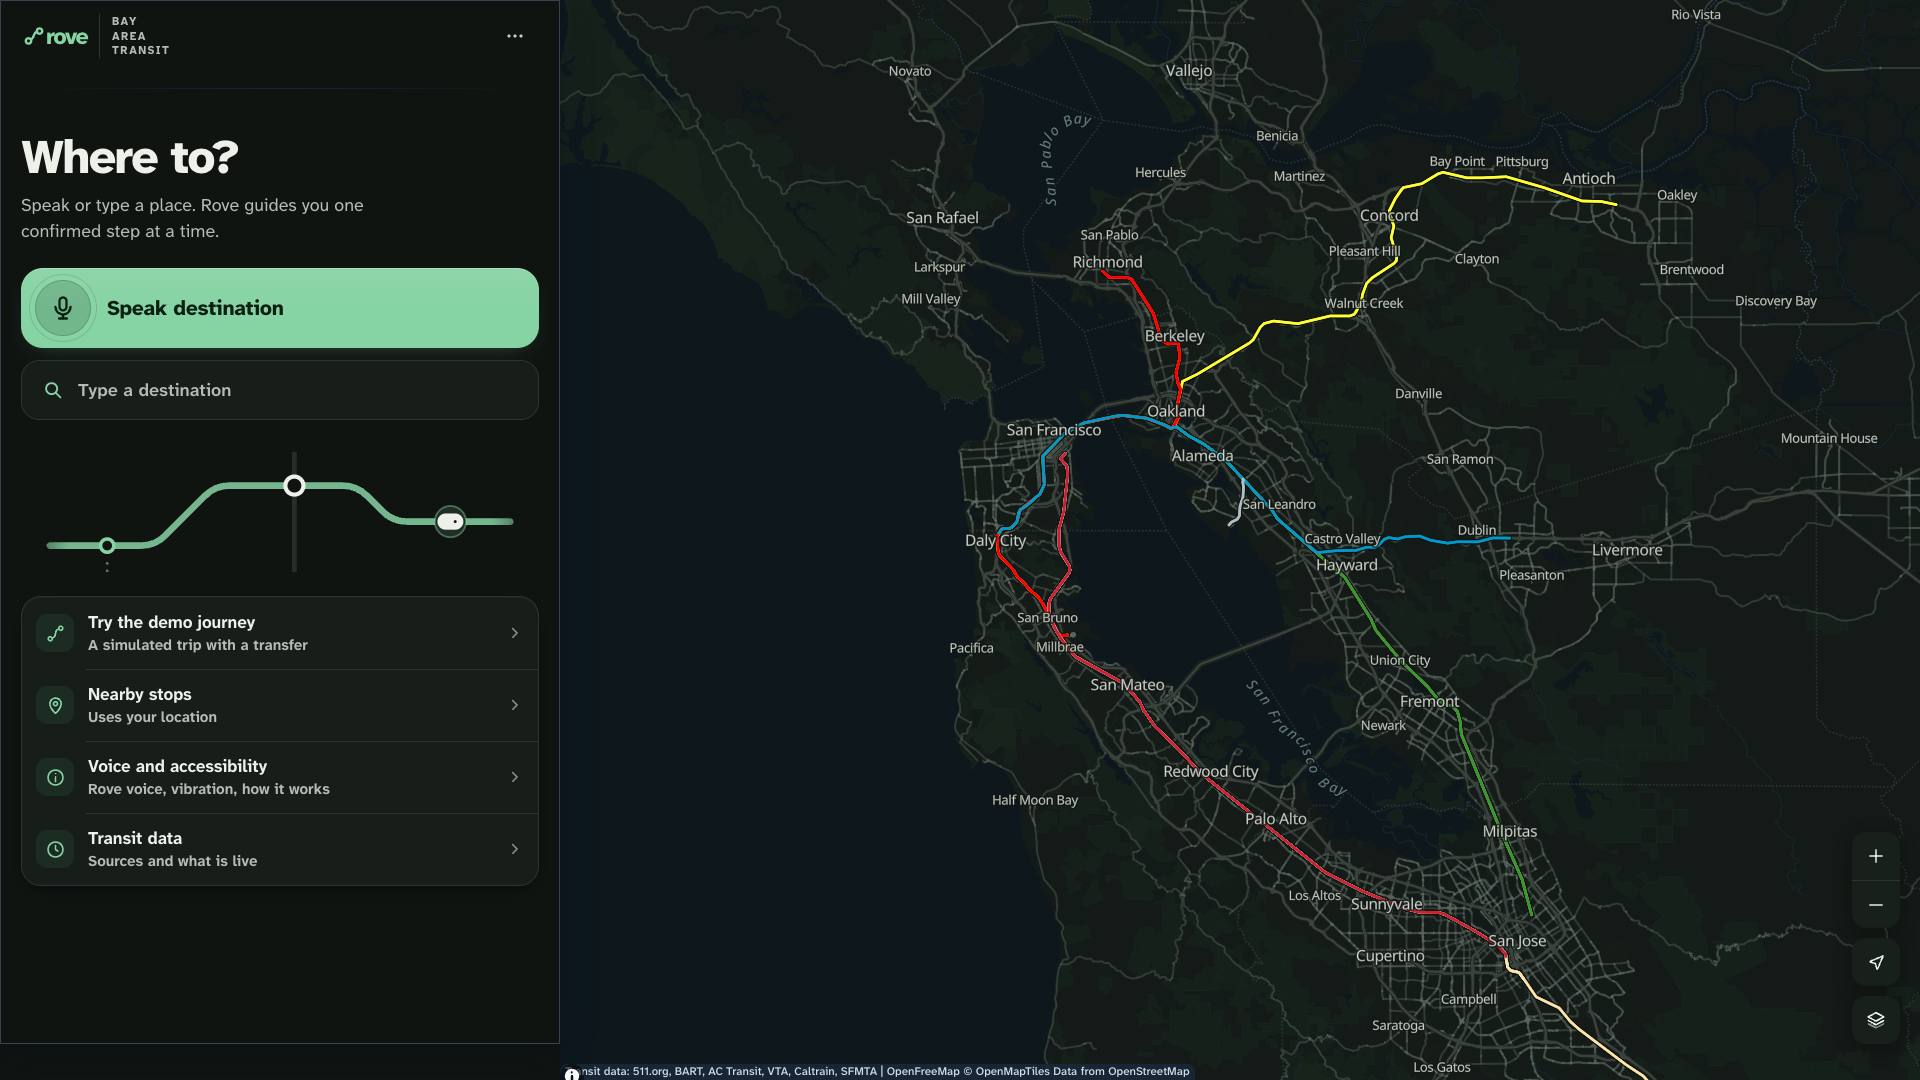 rove
BAY
AREA
TRANSIT
Where to?
Speak or type a place. Rove guides you one
confirmed step at a time.
Speak destination
Type a destination
Try the demo journey
A simulated trip with a transfer
Nearby stops
Uses your location
Voice and accessibility
Rove voice, vibration, how it works
Transit data
Sources and what is live
Rio Vista
Novato
Vallejo
San Pablo Bay
Benicia
Hercules
Martinez
Bay Point
Pittsburg
Antioch
Oakley
San Rafael
Concord
San Pablo
Richmond
Pleasant Hill
Clayton
Larkspur
Brentwood
Mill Valley
Walnut Creek
Discovery Bay
Berkeley
Danville
Oakland
San Francisco
Mountain House
Alameda
San Ramon
San Leandro
Daly City
Castro Valley
Dublin
Livermore
Hayward
Pleasanton
San Bruno
Pacifica
Millbrae
Union City
San Mateo
Fremont
San Francisco Bay
Newark
Redwood City
Half Moon Bay
Palo Alto
Milpitas
Los Altos
Sunnyvale
San Jose
Cupertino
Campbell
Saratoga
Los Gatos
nsit data: 511.org, BART, AC Transit, VTA, Caltrain, SFMTA | OpenFreeMap © OpenMapTiles Data from OpenStreetMap